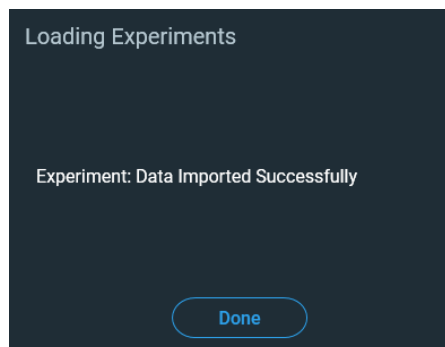 Loading Experiments
Experiment: Data Imported Successfully
Done